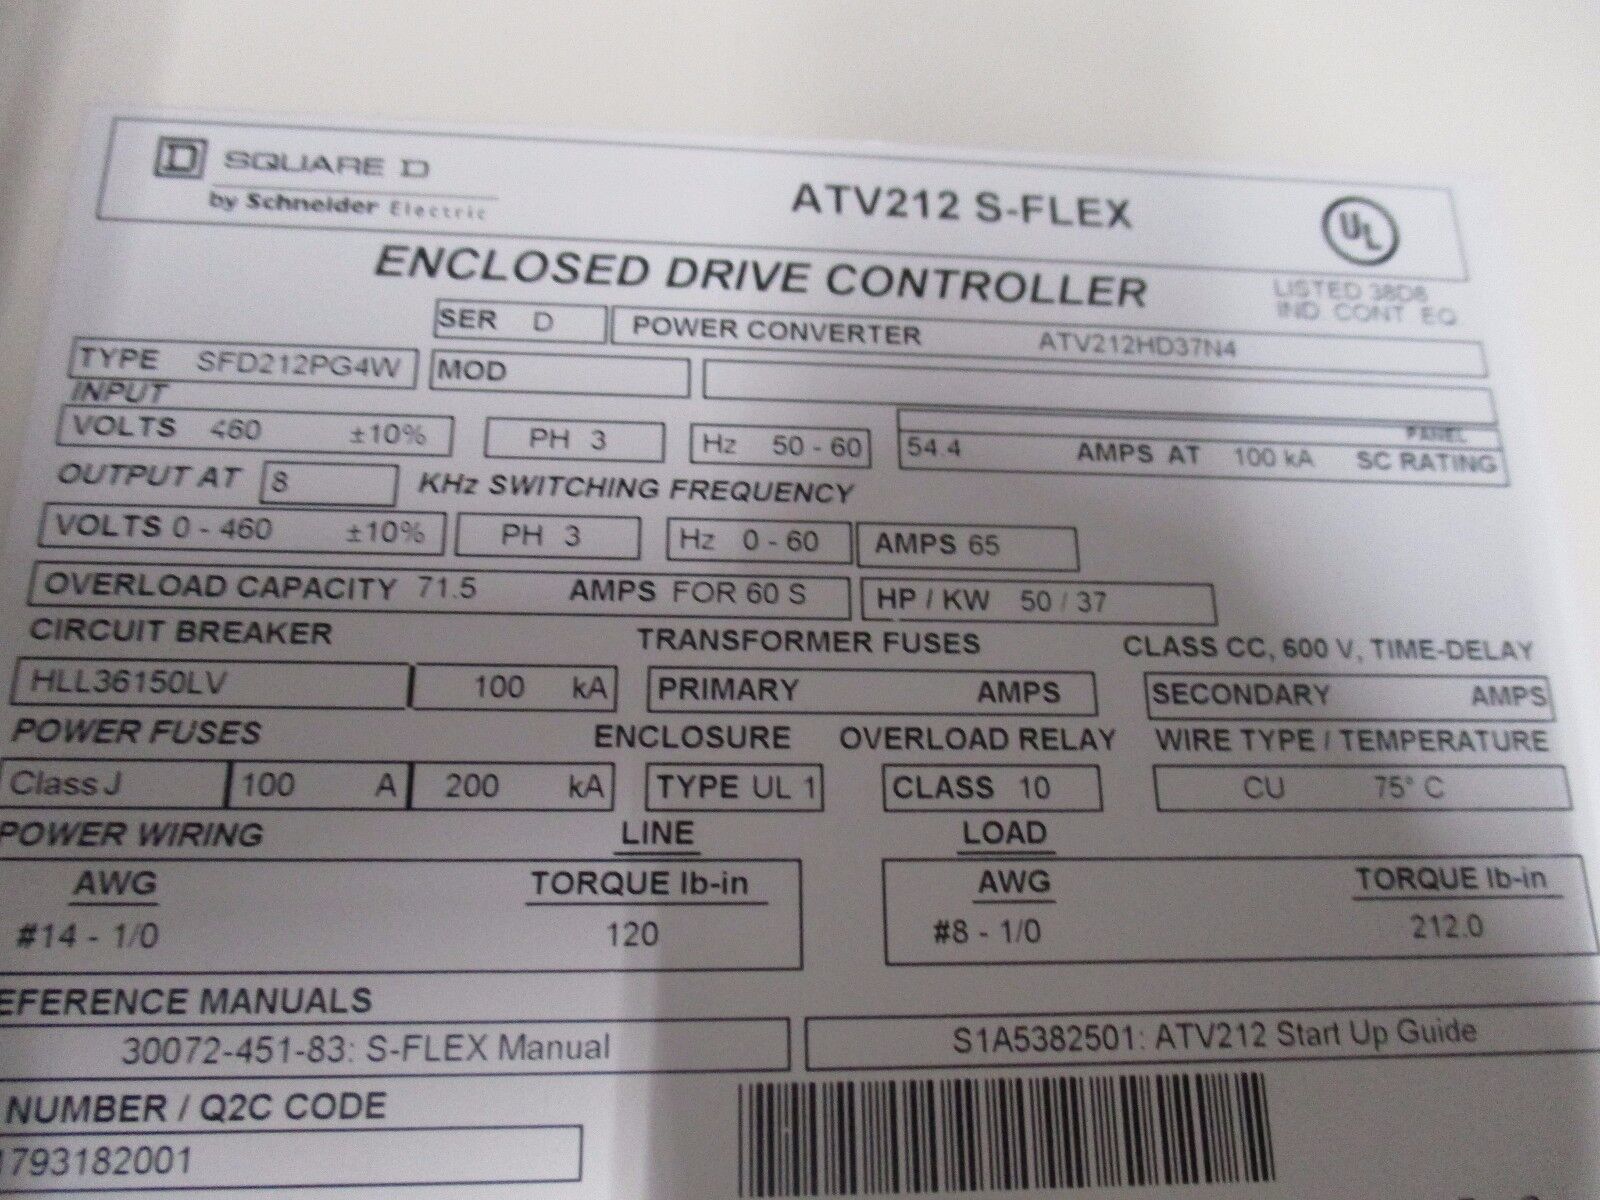 SQUARE D
by Schneider Electric
ATV212 S-FLEX
UL
ENCLOSED DRIVE CONTROLLER
LISTED 38D8
IND CONT EQ
SER D
POWER CONVERTER ATV212HD37N4
TYPE SFD212PG4W
MOD
INPUT
VOLTS 460 ±10%
PH 3
Hz 50 - 60
PANEL
54.4 AMPS AT 100 kA SC RATING
OUTPUT AT 8 KHz SWITCHING FREQUENCY
VOLTS 0 - 460 ±10%
PH 3
Hz 0 - 60
AMPS 65
OVERLOAD CAPACITY 71.5 AMPS FOR 60 S
HP / KW 50 / 37
CIRCUIT BREAKER
TRANSFORMER FUSES
CLASS CC, 600 V, TIME-DELAY
HLL36150LV 100 kA
PRIMARY AMPS
SECONDARY AMPS
POWER FUSES
ENCLOSURE
OVERLOAD RELAY
WIRE TYPE / TEMPERATURE
Class J 100 A 200 kA
TYPE UL 1
CLASS 10
CU 75° C
POWER WIRING
LINE
LOAD
AWG
TORQUE lb-in
AWG
TORQUE lb-in
#14 - 1/0
120
#8 - 1/0
212.0
EFERENCE MANUALS
30072-451-83: S-FLEX Manual
S1A5382501: ATV212 Start Up Guide
NUMBER / Q2C CODE
1793182001